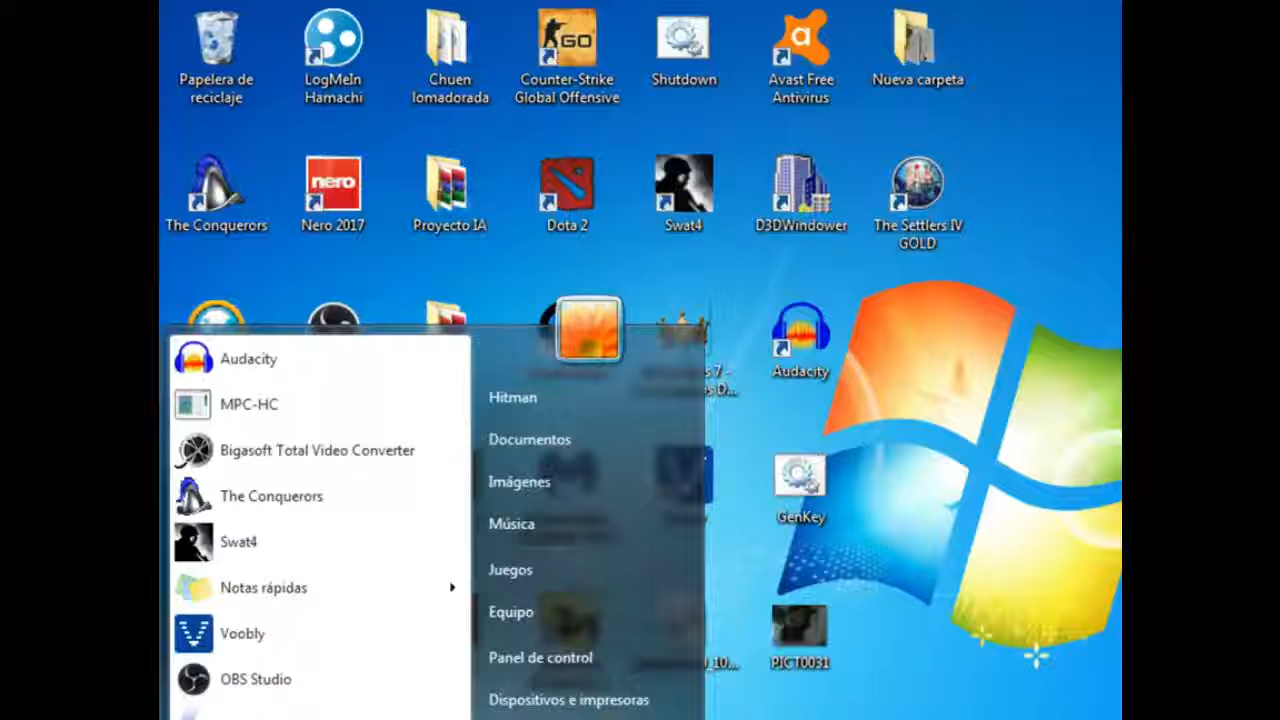 Papelera de
reciclaje
LogMeIn
Hamachi
Chuen
lomadorada
GO
Counter-Strike
Global Offensive
Shutdown
a
Avast Free
Antivirus
Nueva carpeta
The Conquerors
nero
Nero 2017
Proyecto IA
Dota 2
Swat4
D3DWindower
The Settlers IV
GOLD
Audacity
MPC-HC
Bigasoft Total Video Converter
The Conquerors
Swat4
Notas rápidas
Voobly
OBS Studio
Hitman
Documentos
Imágenes
Música
Juegos
Equipo
Panel de control
Dispositivos e impresoras
Audacity
GenKey
PICT0031